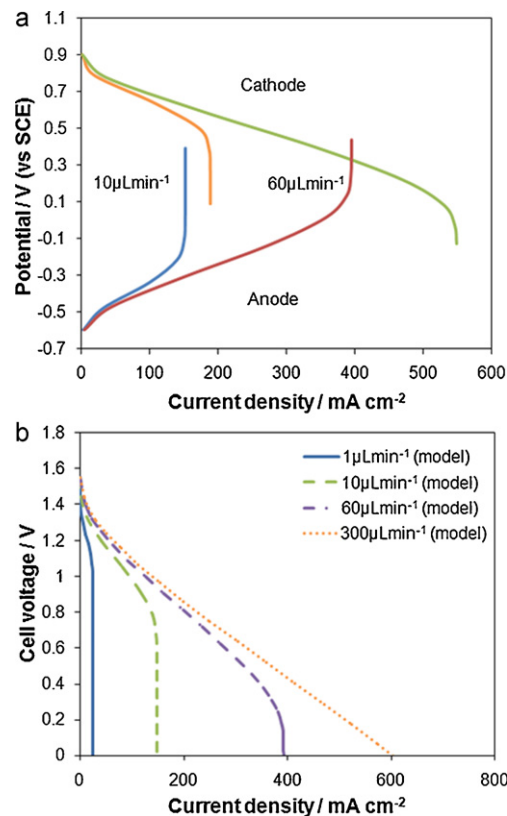 a
1.1
0.9
0.7
0.5
0.3
0.1
-0.1
-0.3
-0.5
-0.7
Potential / V (vs SCE)
Cathode
10μLmin⁻¹
60μLmin⁻¹
Anode
0 100 200 300 400 500 600
Current density / mA cm⁻²
b
1.8
1.6
1.4
1.2
1
0.8
0.6
0.4
0.2
0
Cell voltage / V
1μLmin⁻¹ (model)
10μLmin⁻¹ (model)
60μLmin⁻¹ (model)
300μLmin⁻¹ (model)
0 200 400 600 800
Current density / mA cm⁻²